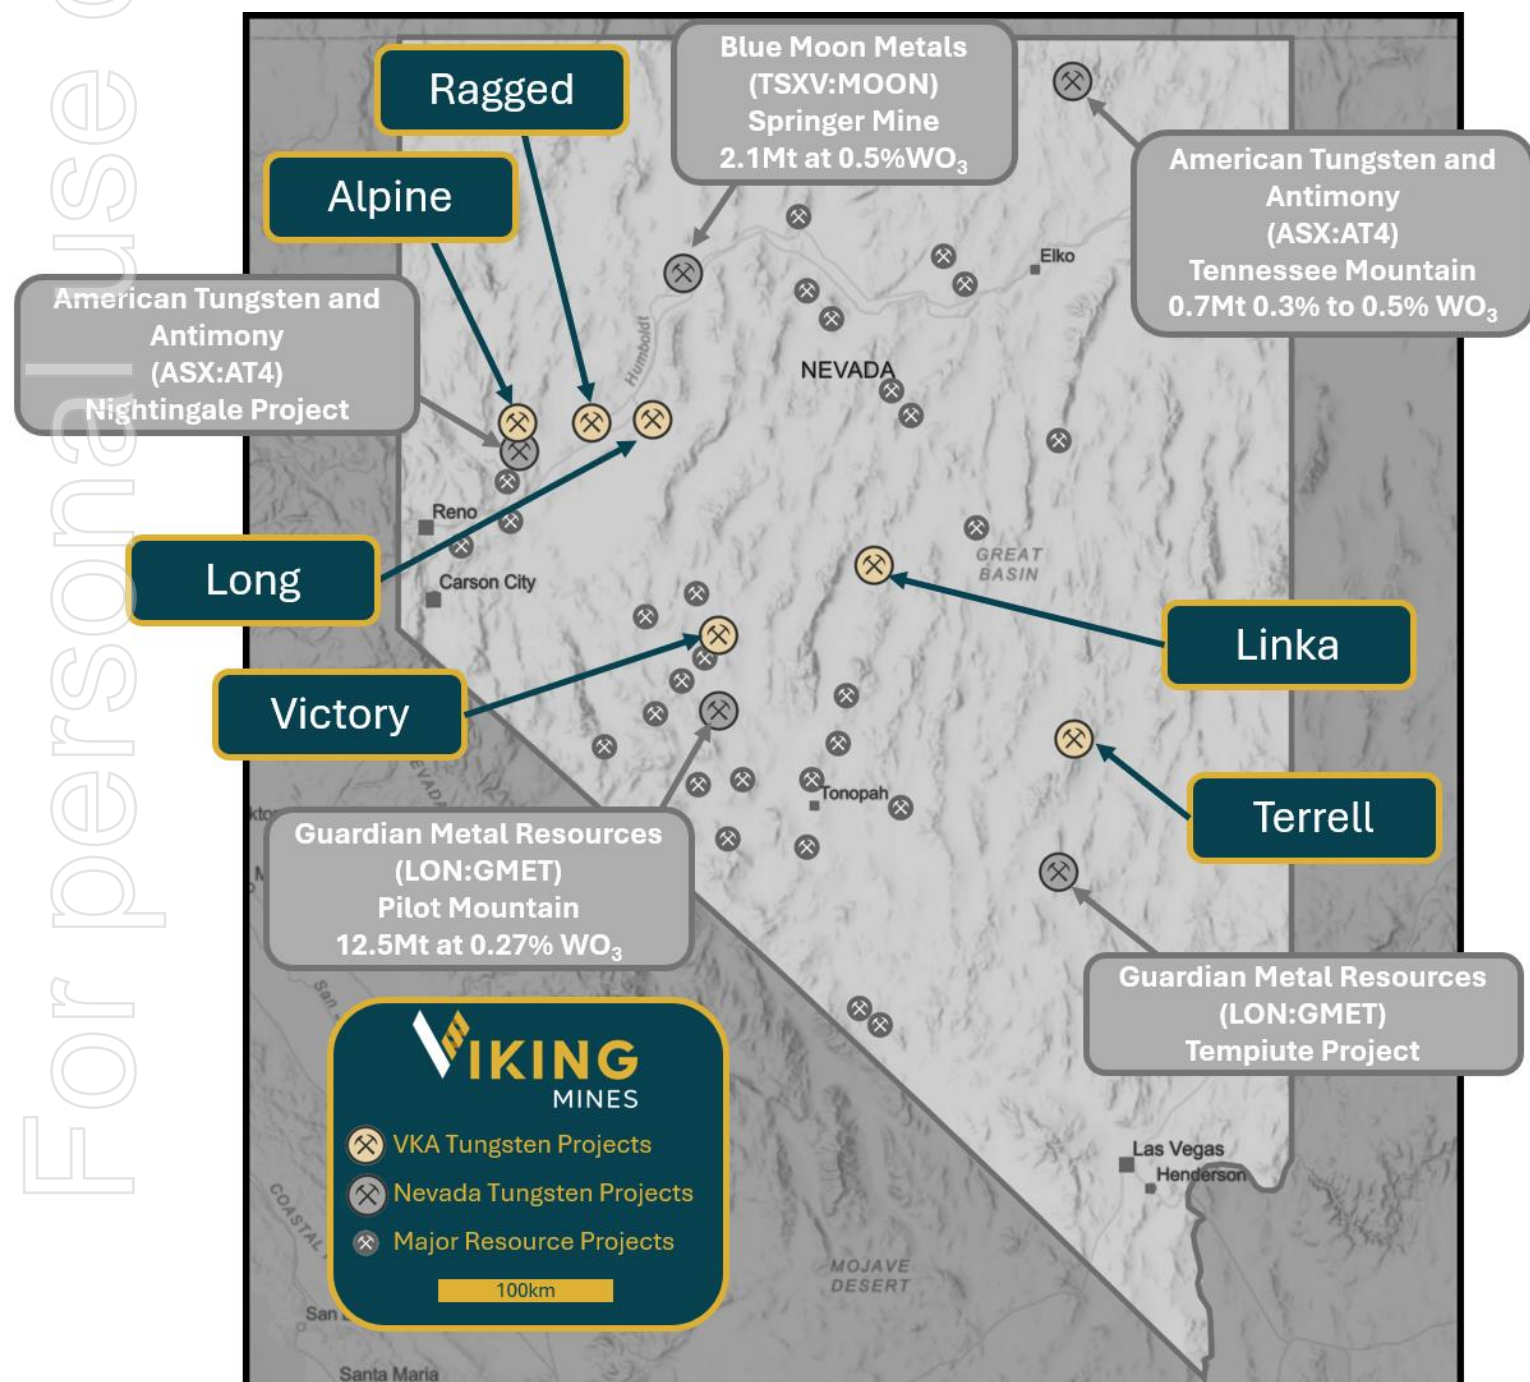 For personal use
Ragged
Alpine
Blue Moon Metals
(TSXV:MOON)
Springer Mine
2.1Mt at 0.5%WO₃
American Tungsten and
Antimony
(ASX:AT4)
Tennessee Mountain
0.7Mt 0.3% to 0.5% WO₃
American Tungsten and
Antimony
(ASX:AT4)
Nightingale Project
Elko
Humboldt
NEVADA
Reno
Carson City
GREAT
BASIN
Long
Victory
Linka
Terrell
Tonopah
Guardian Metal Resources
(LON:GMET)
Pilot Mountain
12.5Mt at 0.27% WO₃
Guardian Metal Resources
(LON:GMET)
Tempiute Project
VIKING
MINES
VKA Tungsten Projects
Nevada Tungsten Projects
Major Resource Projects
100km
Las Vegas
Henderson
MOJAVE
DESERT
COASTAL
San
San
Santa Maria